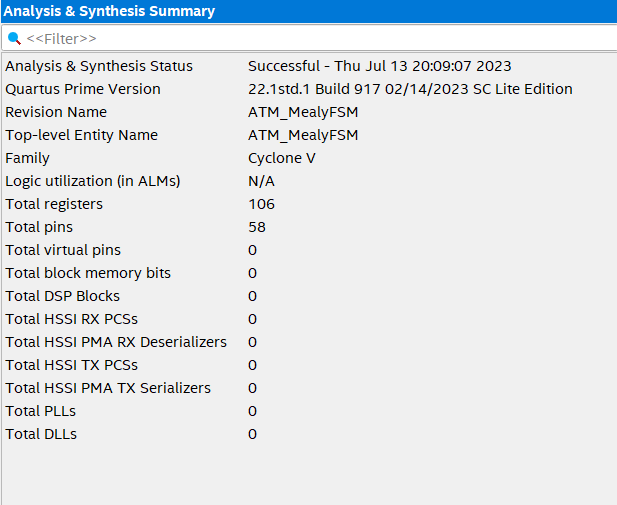 Analysis & Synthesis Summary
<<Filter>>
Analysis & Synthesis Status Successful - Thu Jul 13 20:09:07 2023
Quartus Prime Version 22.1std.1 Build 917 02/14/2023 SC Lite Edition
Revision Name ATM_MealyFSM
Top-level Entity Name ATM_MealyFSM
Family Cyclone V
Logic utilization (in ALMs) N/A
Total registers 106
Total pins 58
Total virtual pins 0
Total block memory bits 0
Total DSP Blocks 0
Total HSSI RX PCSs 0
Total HSSI PMA RX Deserializers 0
Total HSSI TX PCSs 0
Total HSSI PMA TX Serializers 0
Total PLLs 0
Total DLLs 0